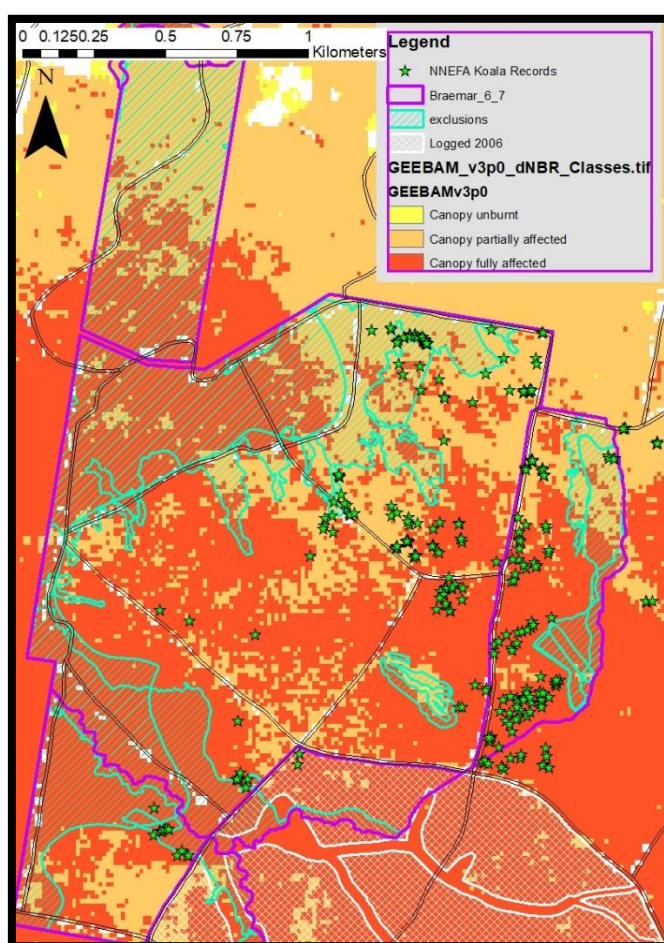 0 0.1250.25 0.5 0.75 1
Kilometers
N
Legend
NNEFA Koala Records
Braemar_6_7
exclusions
Logged 2006
GEEBAM_v3p0_dNBR_Classes.tif
GEEBAMv3p0
Canopy unburnt
Canopy partially affected
Canopy fully affected